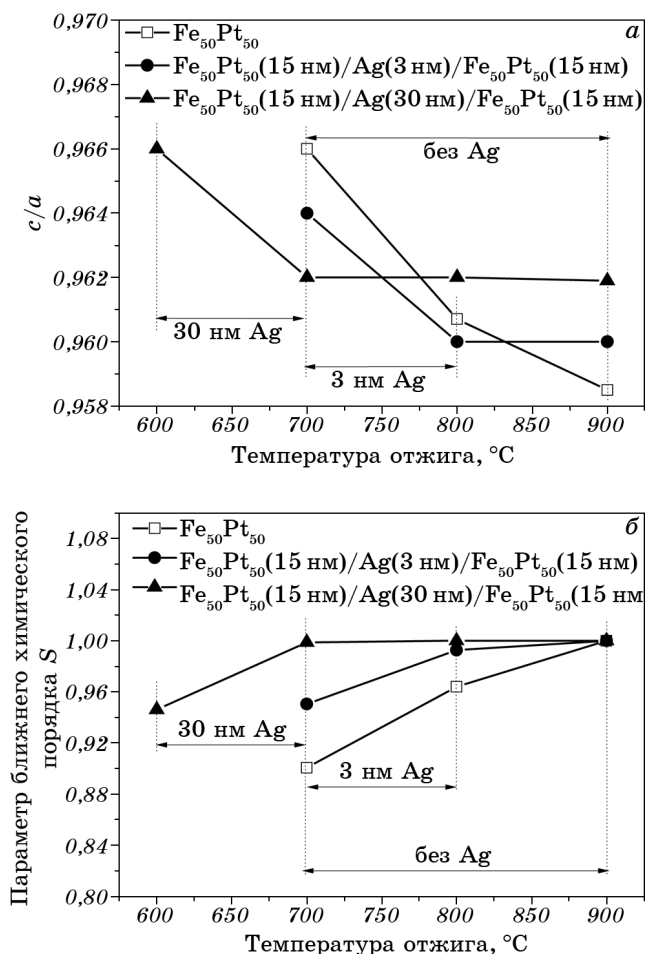 0,970
0,968
0,966
0,964
0,962
0,960
0,958
c/a
Fe50Pt50
а
Fe50Pt50(15 нм)/Ag(3 нм)/Fe50Pt50(15 нм)
Fe50Pt50(15 нм)/Ag(30 нм)/Fe50Pt50(15 нм)
без Ag
30 нм Ag
3 нм Ag
600 650 700 750 800 850 900
Температура отжига, °C
Параметр ближнего химического
порядка S
1,08
1,04
1,00
0,96
0,92
0,88
0,84
0,80
Fe50Pt50
б
Fe50Pt50(15 нм)/Ag(3 нм)/Fe50Pt50(15 нм)
Fe50Pt50(15 нм)/Ag(30 нм)/Fe50Pt50(15 нм
30 нм Ag
3 нм Ag
без Ag
600 650 700 750 800 850 900
Температура отжига, °C